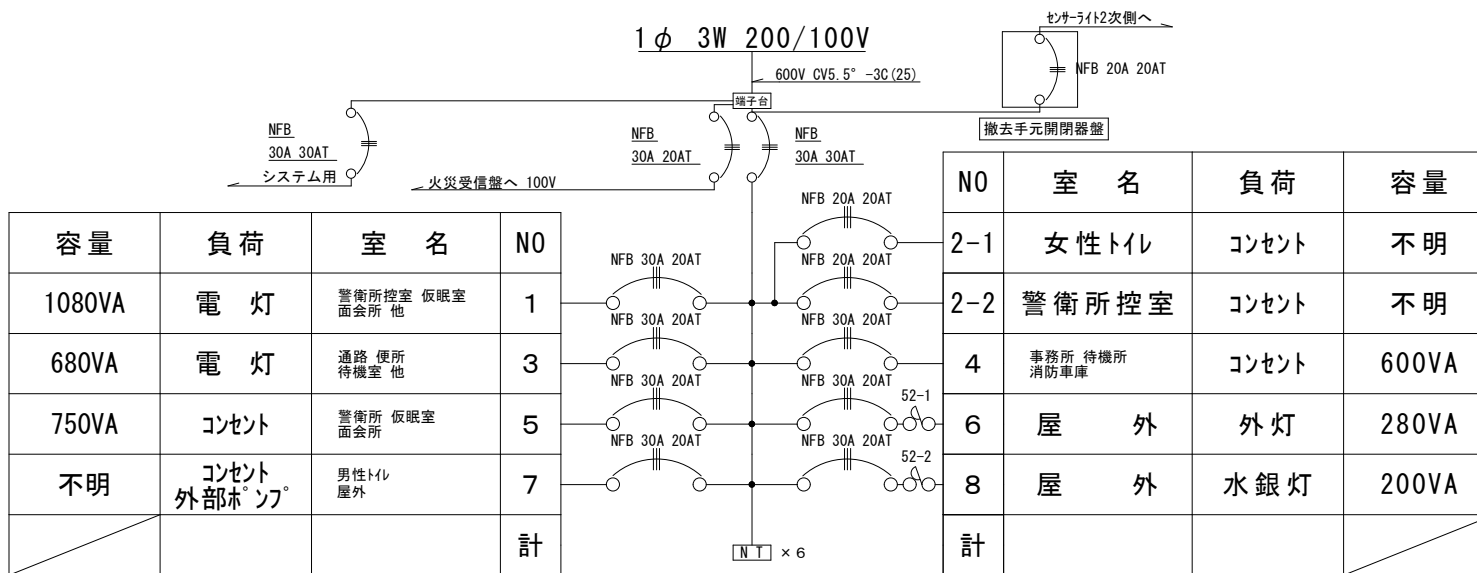 センサーライト2次側へ
1φ 3W 200/100V
NFB 20A 20AT
600V CV5.5° -3C(25)
端子台
撤去手元開閉器盤
NFB
30A 30AT
システム用
NFB
30A 20AT
火災受信盤へ 100V
NFB
30A 30AT
容量 負荷 室 名 NO
1080VA 電 灯 警衛所控室 仮眠室 1
面会所 他
680VA 電 灯 通路 便所 3
待機室 他
750VA コンセント 警衛所 仮眠室 5
面会所
不明 コンセント 男性トイレ 7
外部ポンプ 屋外
計
NFB 30A 20AT
NFB 30A 20AT
NFB 30A 20AT
NFB 30A 20AT
NFB 20A 20AT
NFB 20A 20AT
NFB 30A 20AT
NFB 30A 20AT
52-1
NFB 30A 20AT
52-2
NT ×6
NO 室 名 負荷 容量
2-1 女性トイレ コンセント 不明
2-2 警衛所控室 コンセント 不明
4 事務所 待機所 コンセント 600VA
消防車庫
6 屋 外 外灯 280VA
8 屋 外 水銀灯 200VA
計